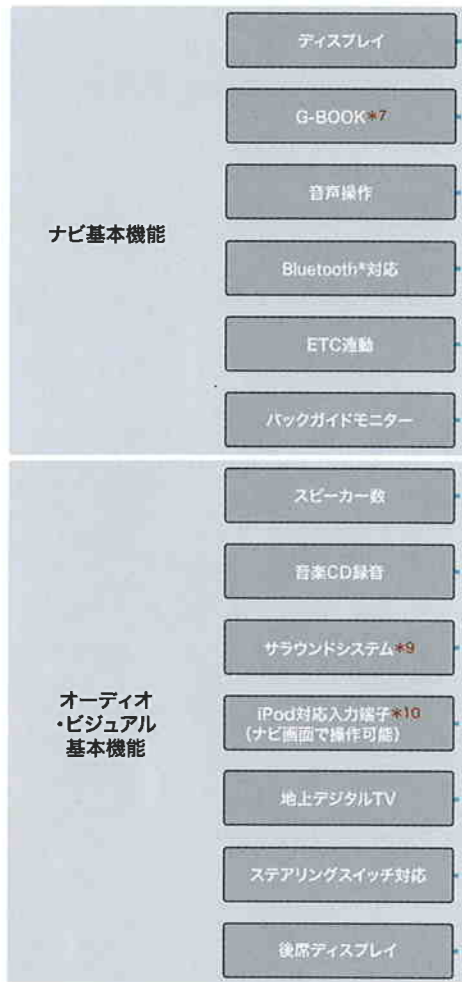 ナビ基本機能
ディスプレイ
G-BOOK*7
音声操作
Bluetooth®対応
ETC連動
バックガイドモニター
オーディオ
・ビジュアル
基本機能
スピーカー数
音楽CD録音
サラウンドシステム*9
iPod対応入力端子*10
（ナビ画面で操作可能）
地上デジタルTV
ステアリングスイッチ対応
後席ディスプレイ